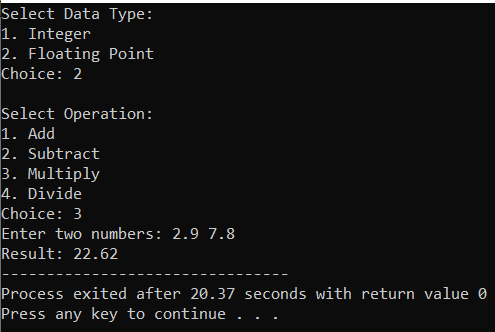 Select Data Type:
1. Integer
2. Floating Point
Choice: 2

Select Operation:
1. Add
2. Subtract
3. Multiply
4. Divide
Choice: 3
Enter two numbers: 2.9 7.8
Result: 22.62
--------------------------------
Process exited after 20.37 seconds with return value 0
Press any key to continue . . .